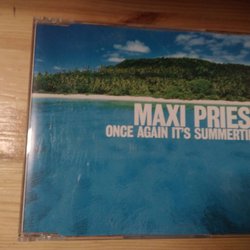 MAXI PRIES
ONCE AGAIN IT'S SUMMERTI